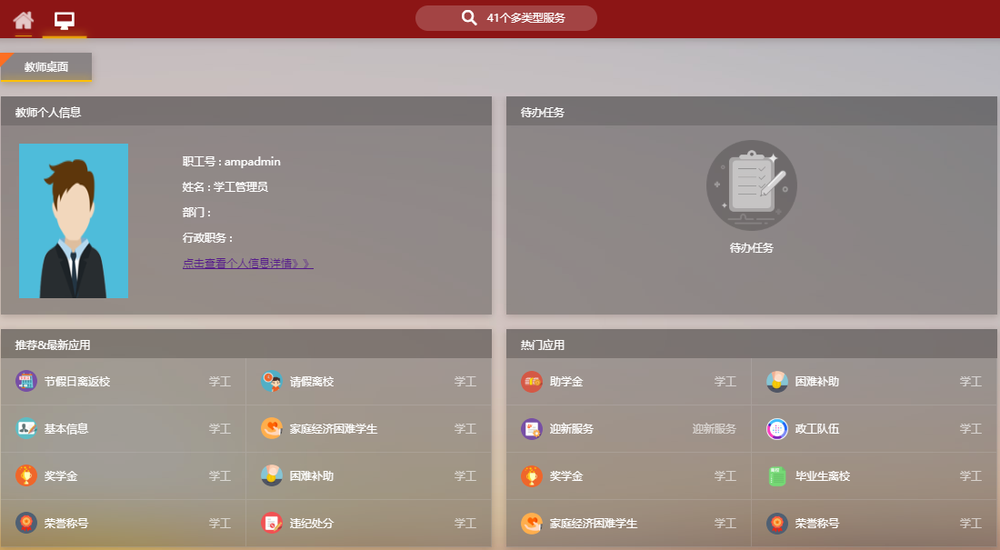 41个多类型服务
教师桌面
教师个人信息
职工号 : ampadmin
姓名 : 学工管理员
部门 :
行政职务 :
点击查看个人信息详情》》
待办任务
待办任务
推荐&最新应用
节假日离返校 学工 请假离校 学工
基本信息 学工 家庭经济困难学生 学工
奖学金 学工 困难补助 学工
荣誉称号 学工 违纪处分 学工
热门应用
助学金 学工 困难补助 学工
迎新服务 迎新服务 政工队伍 学工
奖学金 学工 毕业生离校 学工
家庭经济困难学生 学工 荣誉称号 学工